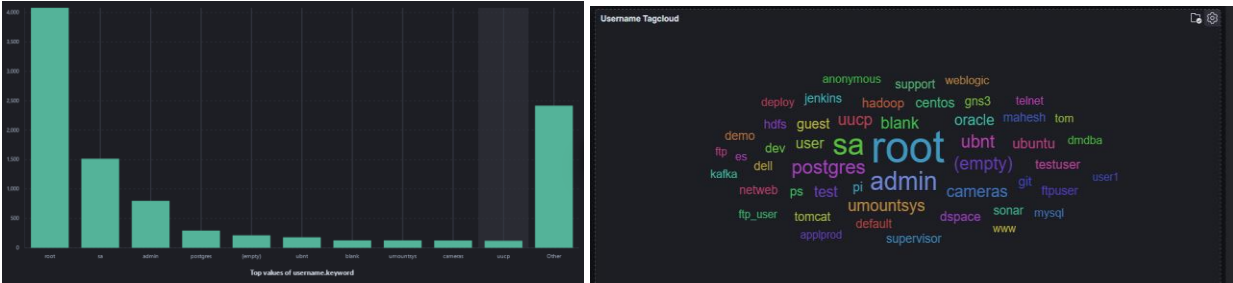 4,000
3,500
3,000
2,500
2,000
1,500
1,000
500
0
root sa admin postgres (empty) ubnt blank umountsys cameras uucp Other
Top values of username.keyword
Username Tagcloud
anonymous support weblogic
deploy jenkins hadoop centos gns3 telnet
hdfs guest uucp blank oracle mahesh tom
demo dev user sa root ubnt ubuntu dmdba
ftp es dell postgres (empty) testuser
kafka netweb ps test pi admin cameras git ftpuser user1
ftp_user tomcat umountsys dspace sonar mysql
applprod default supervisor www